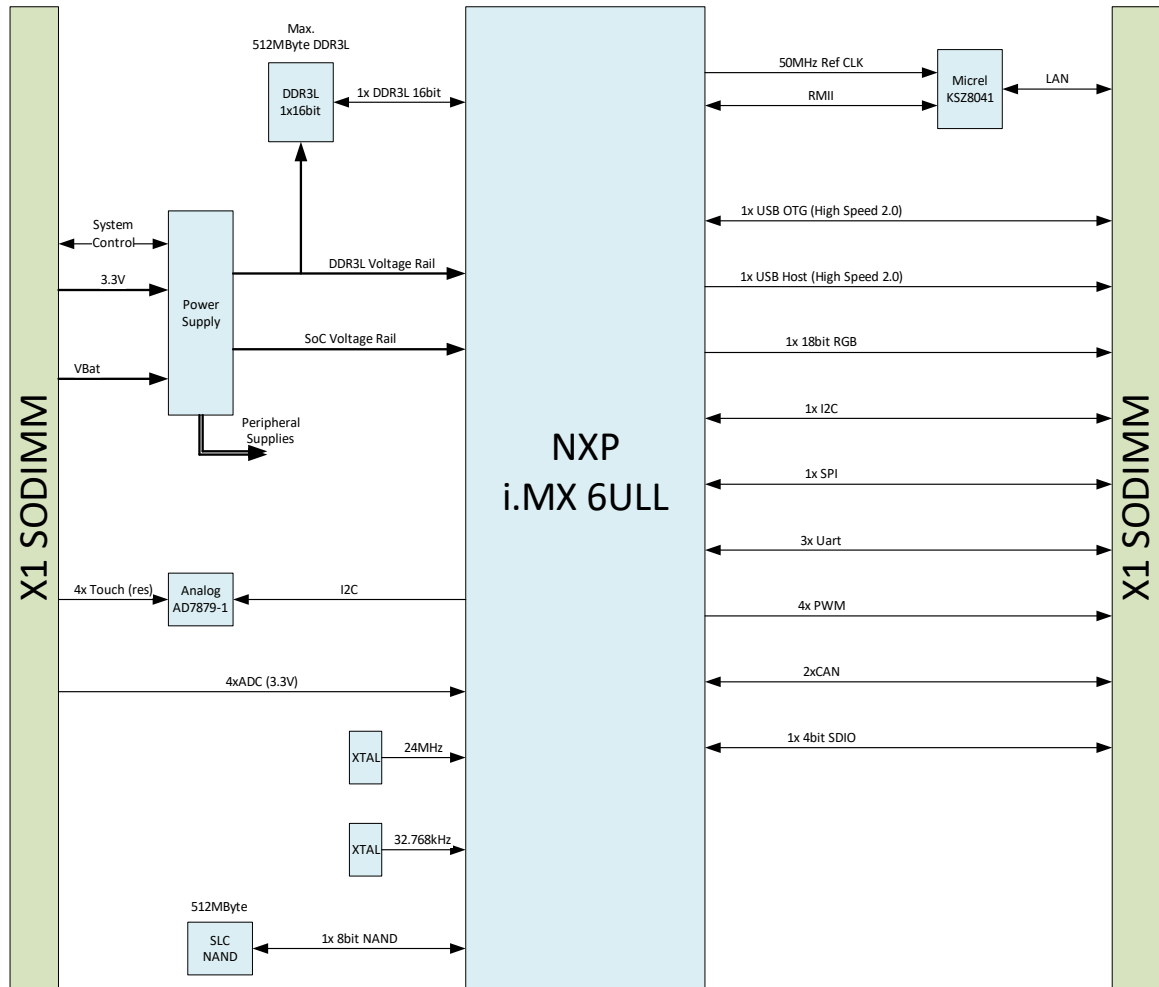 Max.
512MByte DDR3L
DDR3L
1x16bit
1x DDR3L 16bit
50MHz Ref CLK
RMII
Micrel
KSZ8041
LAN
System
Control
3.3V
VBat
Power
Supply
DDR3L Voltage Rail
SoC Voltage Rail
Peripheral
Supplies
X1 SODIMM
NXP
i.MX 6ULL
X1 SODIMM
1x USB OTG (High Speed 2.0)
1x USB Host (High Speed 2.0)
1x 18bit RGB
1x I2C
1x SPI
3x Uart
4x PWM
2xCAN
1x 4bit SDIO
4x Touch (res)
Analog
AD7879-1
I2C
4xADC (3.3V)
XTAL
24MHz
XTAL
32.768kHz
512MByte
SLC
NAND
1x 8bit NAND